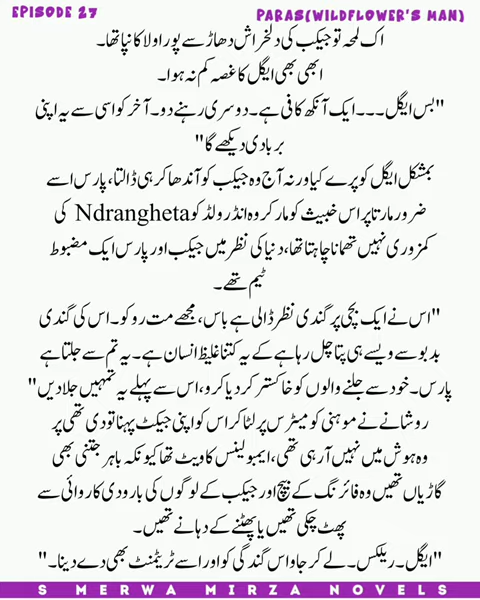 EPISODE 27
PARAS(WILDFLOWER'S MAN)
اک لمحہ تو جیکب کی دلخراش دھاڑ سے پورا ولا کانپا تھا۔
ابھی بھی ایگل کا غصہ کم نہ ہوا۔
"بس ایگل۔۔۔ایک آنکھ کافی ہے۔ دوسری رہنے دو۔ آخر کو اسی سے یہ اپنی
بربادی دیکھے گا"
بمشکل ایگل کو پرے کیا ورنہ آج وہ جیکب کو آندھا کر ہی ڈالتا، پارس اسے
ضرور مارتا پر اس خبیث کو مار کر وہ انڈرولڈ کو Ndrangheta کی
کمزوری نہیں تھمانا چاہتا تھا، دنیا کی نظر میں جیکب اور پارس ایک مضبوط
ٹیم تھے۔
"اس نے ایک بچی پر گندی نظر ڈالی ہے باس، مجھے مت روکو۔ اس کی گندی
بدبو سے ویسے ہی پتا چل رہا ہے کے یہ کتنا غلیظ انسان ہے۔ یہ تم سے جلتا ہے
پارس۔ خود سے جلنے والوں کو خاکستر کر دیا کرو، اس سے پہلے یہ تمہیں جلا دیں"
روشانے نے موہنی کو میٹرس پر لٹا کر اس کو اپنی جیکٹ پہنا تو دی تھی پر
وہ ہوش میں نہیں آرہی تھی، ایمبولینس کا ویٹ تھا کیونکہ باہر جتنی بھی
گاڑیاں تھیں وہ فائرنگ کے بیچ اور جیکب کے لوگوں کی بارودی کاروائی سے
پھٹ چکی تھیں یا پھٹنے کے دہانے تھیں۔
"ایگل۔ ریلکس۔ لے کر جاو اس گندگی کو اور اسے ٹریٹمنٹ بھی دے دینا۔"
S MERWA MIRZA NOVELS